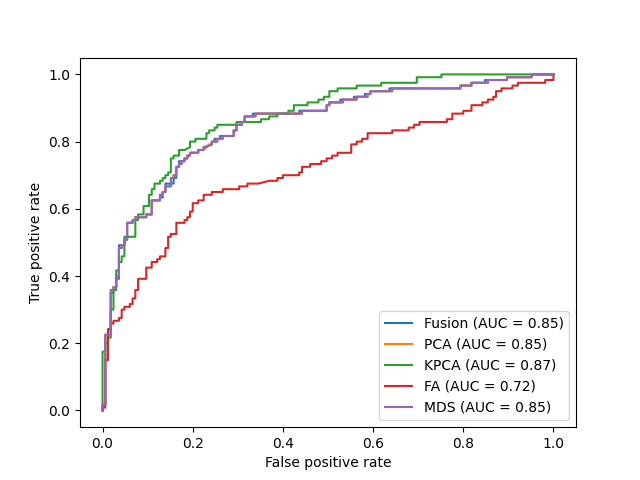 1.0
0.8
0.6
0.4
0.2
0.0
True positive rate
Fusion (AUC = 0.85)
PCA (AUC = 0.85)
KPCA (AUC = 0.87)
FA (AUC = 0.72)
MDS (AUC = 0.85)
0.0 0.2 0.4 0.6 0.8 1.0
False positive rate